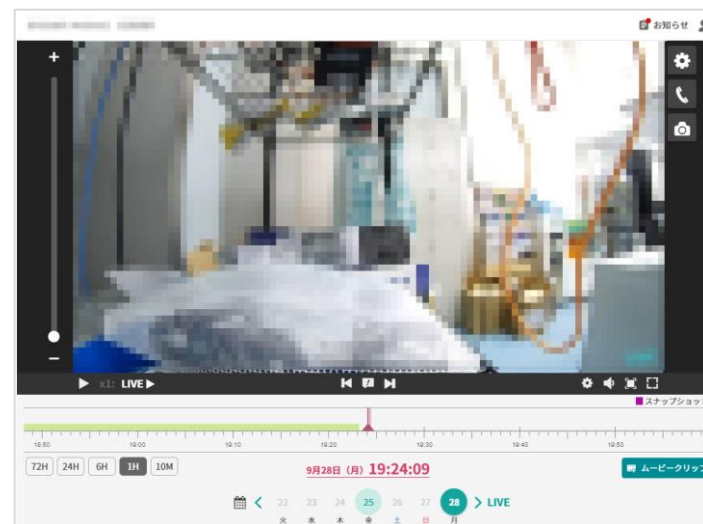 お知らせ
x1: LIVE
スナップショット
18:50 19:00 19:10 19:20 19:30 19:40 19:50
72H 24H 6H 1H 10M
9月28日（月） 19:24:09
ムービークリップ
22 23 24 25 26 27 28 LIVE
火 水 木 金 土 日 月